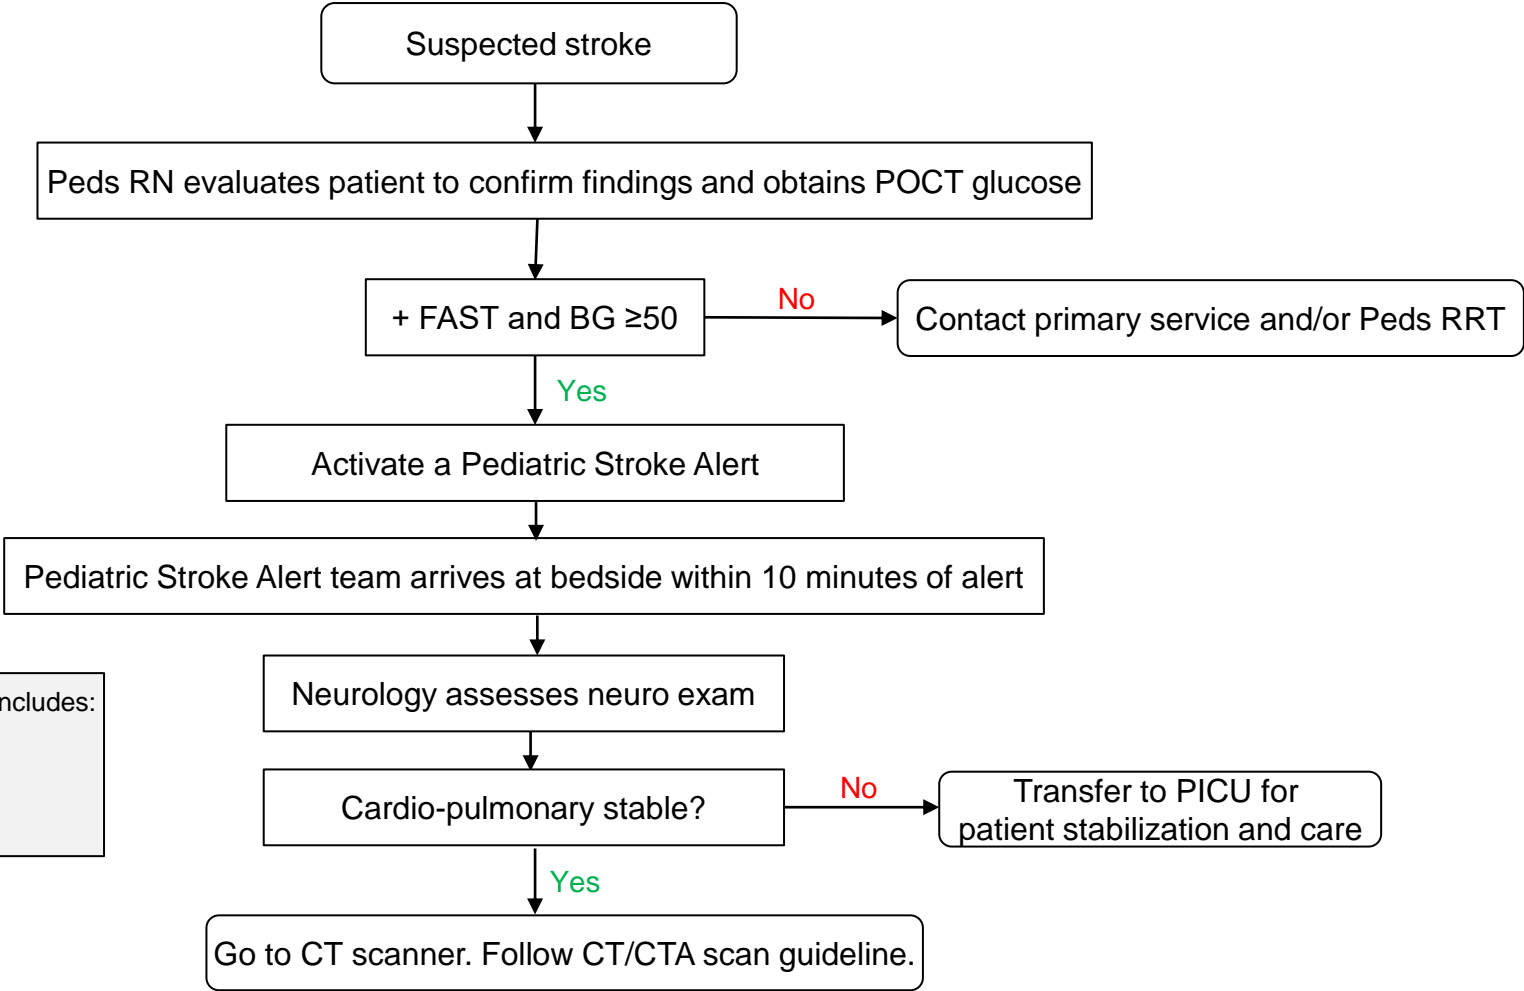 Suspected stroke
Peds RN evaluates patient to confirm findings and obtains POCT glucose
+ FAST and BG ≥50
No
Contact primary service and/or Peds RRT
Yes
Activate a Pediatric Stroke Alert
Pediatric Stroke Alert team arrives at bedside within 10 minutes of alert
Neurology assesses neuro exam
ncludes:
Cardio-pulmonary stable?
No
Transfer to PICU for
patient stabilization and care
Yes
Go to CT scanner. Follow CT/CTA scan guideline.